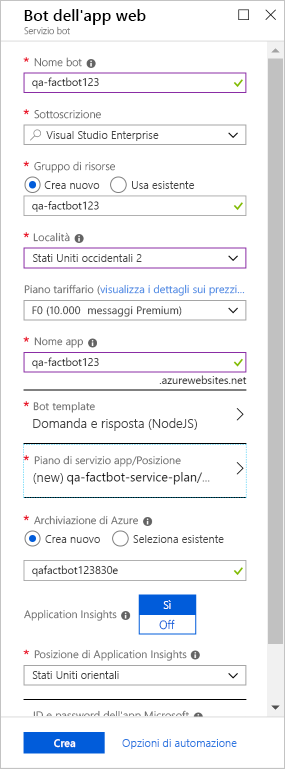 Bot dell'app web
Servizio bot
* Nome bot
qa-factbot123
* Sottoscrizione
Visual Studio Enterprise
* Gruppo di risorse
Crea nuovo Usa esistente
qa-factbot123
* Località
Stati Uniti occidentali 2
Piano tariffario (visualizza i dettagli sui prezzi...
F0 (10.000 messaggi Premium)
* Nome app
qa-factbot123
.azurewebsites.net
* Bot template
Domanda e risposta (NodeJS)
* Piano di servizio app/Posizione
(new) qa-factbot-service-plan/...
* Archiviazione di Azure
Crea nuovo Seleziona esistente
qafactbot123830e
Application Insights
Sì
Off
* Posizione di Application Insights
Stati Uniti orientali
ID e password dell'app Microsoft
Crea Opzioni di automazione